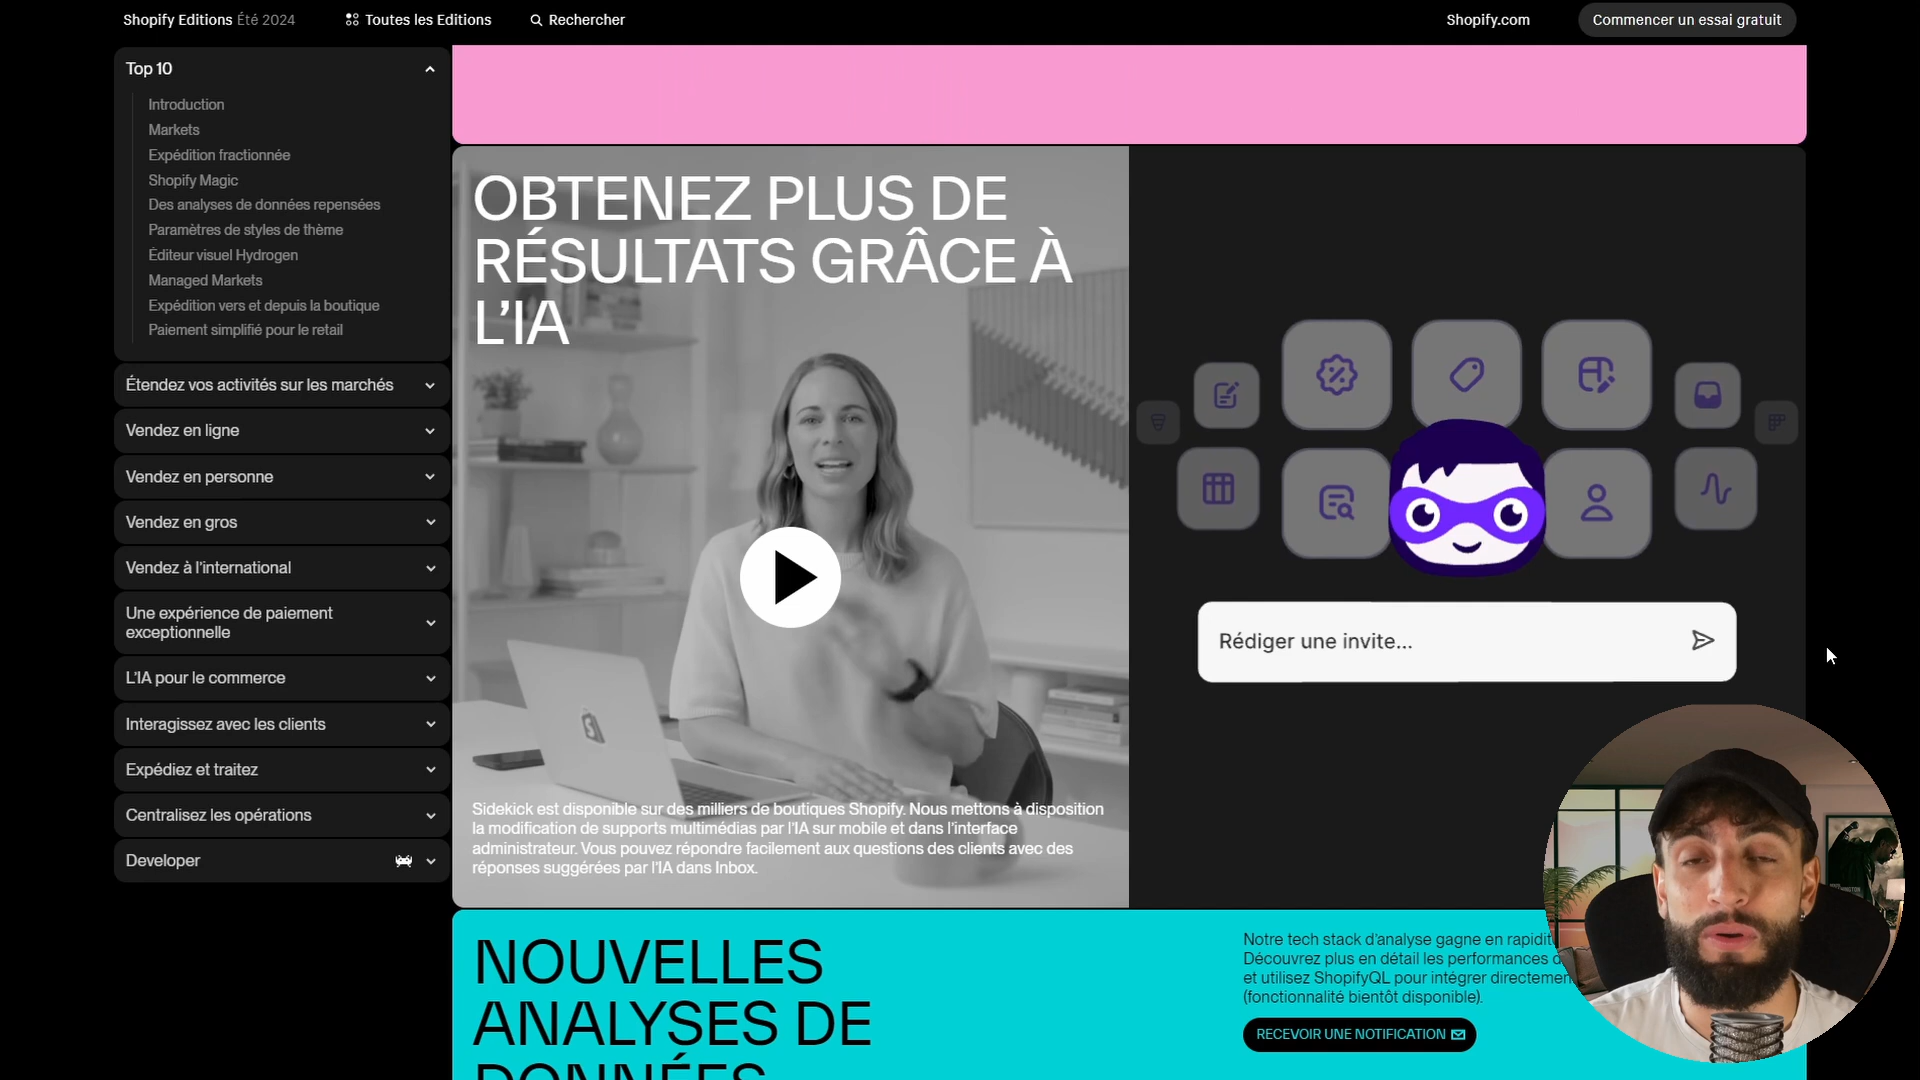 Shopify Editions Été 2024
Toutes les Editions
Rechercher
Shopify.com
Commencer un essai gratuit
Top 10
Introduction
Markets
Expédition fractionnée
Shopify Magic
Des analyses de données repensées
Paramètres de styles de thème
Éditeur visuel Hydrogen
Managed Markets
Expédition vers et depuis la boutique
Paiement simplifié pour le retail
Étendez vos activités sur les marchés
Vendez en ligne
Vendez en personne
Vendez en gros
Vendez à l'international
Une expérience de paiement
exceptionnelle
L'IA pour le commerce
Interagissez avec les clients
Expédiez et traitez
Centralisez les opérations
Developer
OBTENEZ PLUS DE
RÉSULTATS GRÂCE À
L'IA
Sidekick est disponible sur des milliers de boutiques Shopify. Nous mettons à disposition
la modification de supports multimédias par l'IA sur mobile et dans l'interface
administrateur. Vous pouvez répondre facilement aux questions des clients avec des
réponses suggérées par l'IA dans Inbox.
Rédiger une invite...
NOUVELLES
ANALYSES DE
DONNÉES
Notre tech stack d'analyse gagne en
Découvrez plus en détail les performances
et utilisez ShopifyQL pour intégrer
(fonctionnalité bientôt disponible).
RECEVOIR UNE NOTIFICATION